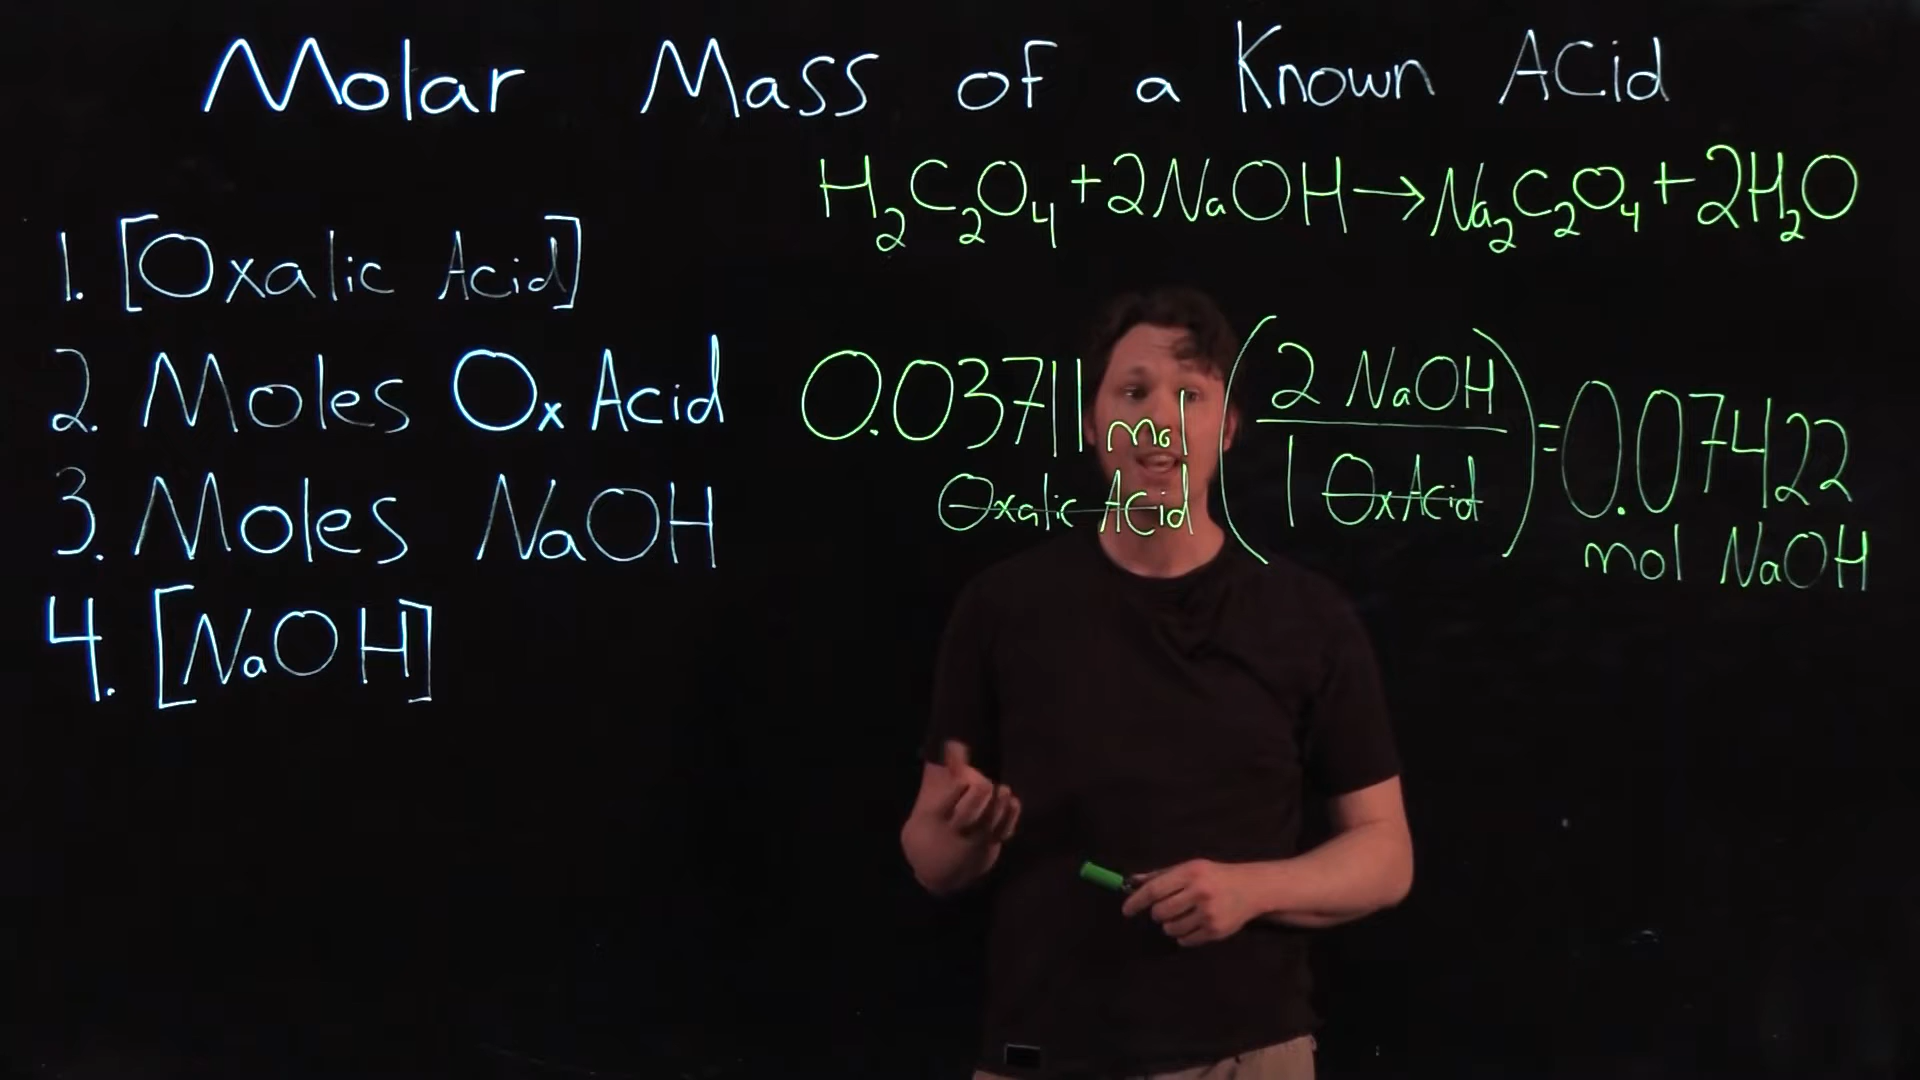 Molar Mass of a Known Acid
H₂C₂O₄ + 2NaOH → Na₂C₂O₄ + 2H₂O
1. [Oxalic Acid]
2. Moles Ox Acid
3. Moles NaOH
4. [NaOH]
0.03711 mol Oxalic Acid (2 NaOH / 1 Ox Acid) = 0.07422 mol NaOH